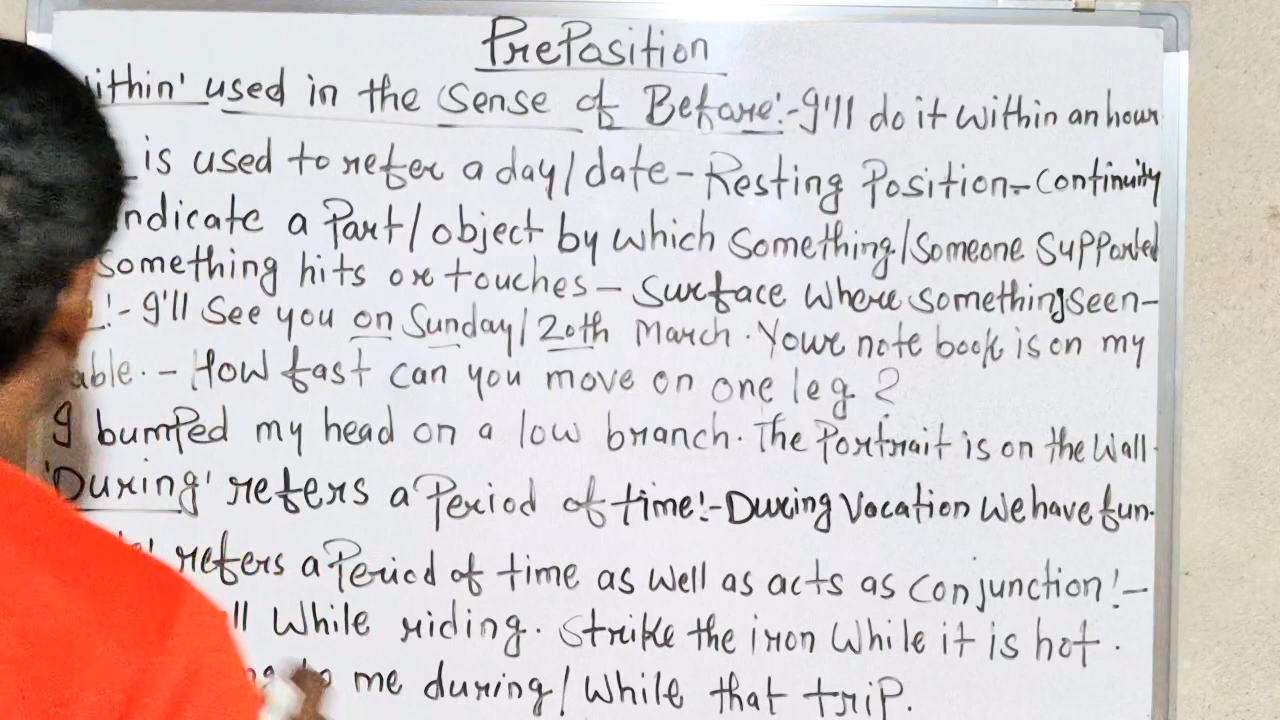 PrePosition
within' used in the Sense of Before:- I'll do it within an hour
is used to refer a day/date - Resting Position - Continuity
indicate a Part/object by which Something/Someone Supported
something hits or touches - Surface where something seen -
:- I'll See you on Sunday/20th March. Your note book is on my
table. - How fast can you move on one leg?
I bumped my head on a low branch. The Portrait is on the Wall.
'During' refers a Period of time:- During Vocation We have fun.
refers a Period of time as well as acts as conjunction:-
ll While riding. Strike the iron While it is hot.
to me during/While that triP.